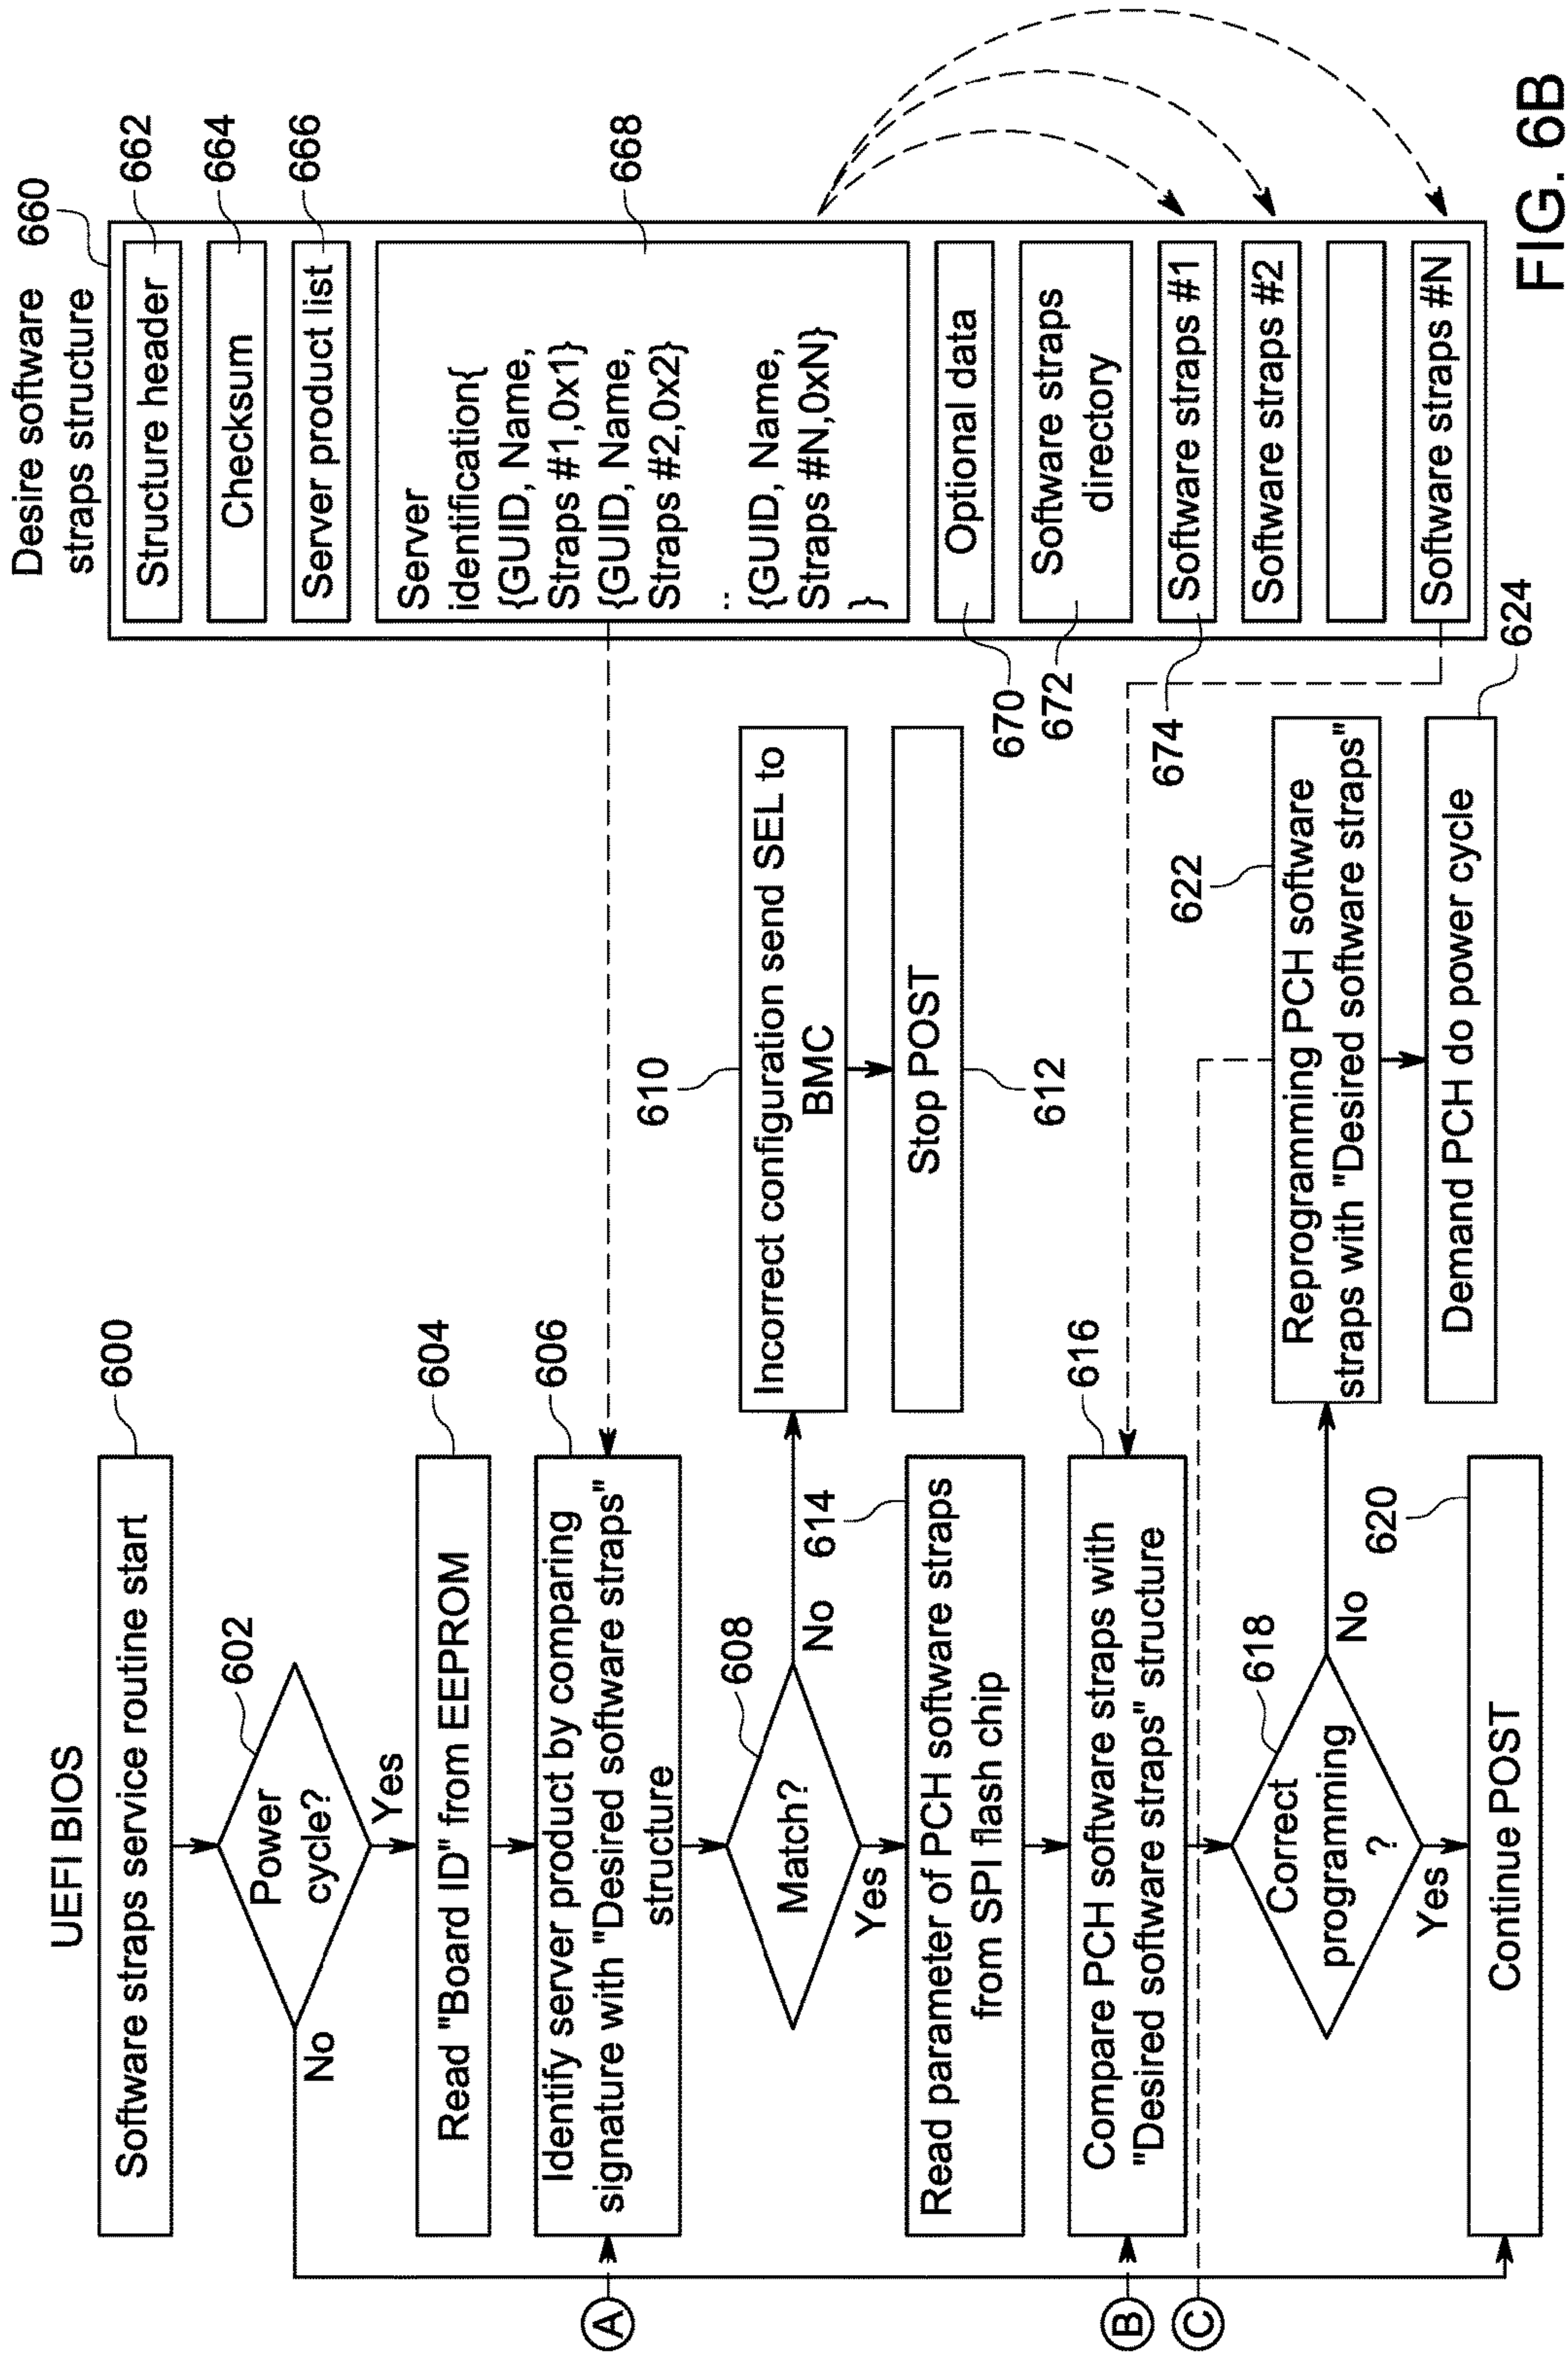 UEFI BIOS
Software straps service routine start
600
Power
cycle?
602
No
Yes
Read "Board ID" from EEPROM
604
Identify server product by comparing
signature with "Desired software straps"
structure
606
A
Match?
608
No
Yes
Incorrect configuration send SEL to
BMC
610
Stop POST
612
Read parameter of PCH software straps
from SPI flash chip
614
Compare PCH software straps with
"Desired software straps" structure
616
B
C
Correct
programming
?
618
No
Yes
Continue POST
620
Reprogramming PCH software
straps with "Desired software straps"
622
Demand PCH do power cycle
624
Desire software
straps structure
660
Structure header
662
Checksum
664
Server product list
666
Server
identification{
{GUID, Name,
Straps #1,0x1}
{GUID, Name,
Straps #2,0x2}
..
{GUID, Name,
Straps #N,0xN}
}
668
Optional data
670
Software straps
directory
672
Software straps #1
674
Software straps #2
Software straps #N
FIG. 6B